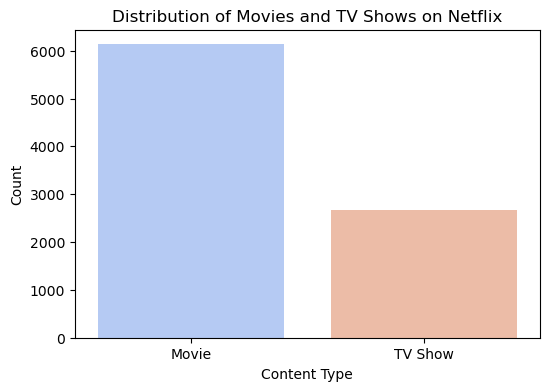 Distribution of Movies and TV Shows on Netflix
6000
5000
4000
3000
2000
1000
0
Count
Movie
TV Show
Content Type